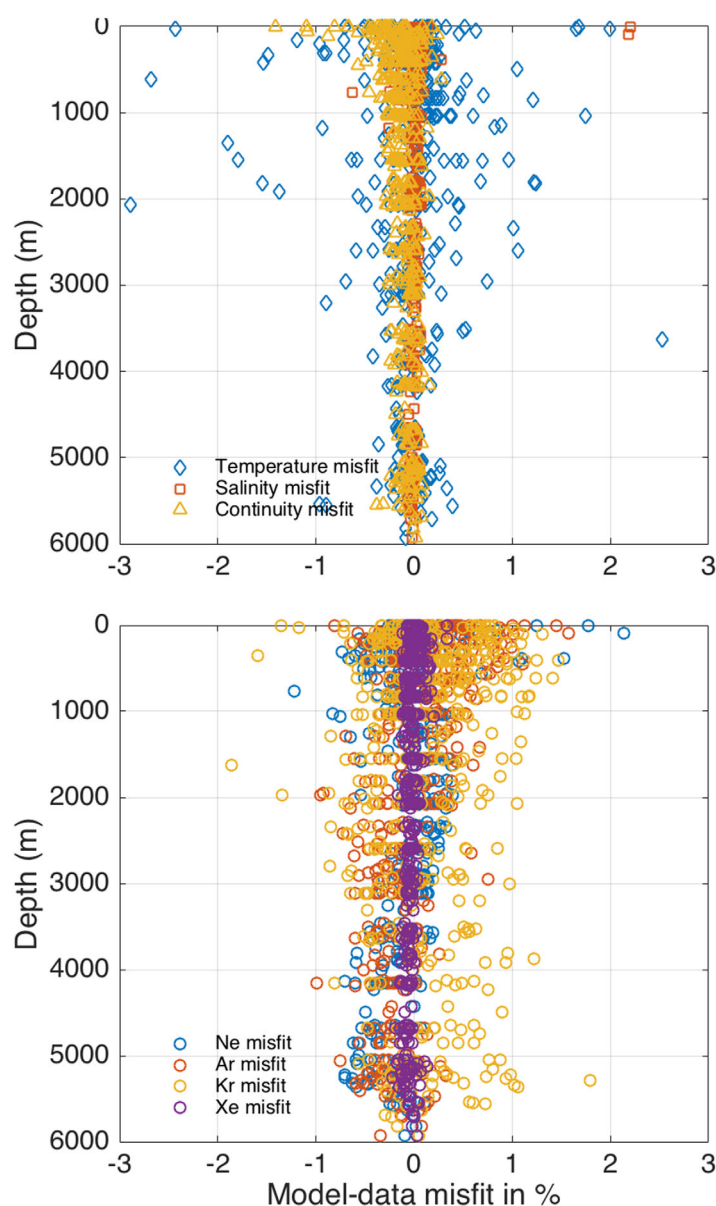 0
1000
2000
3000
4000
5000
6000
Depth (m)
Temperature misfit
Salinity misfit
Continuity misfit
-3 -2 -1 0 1 2 3
0
1000
2000
3000
4000
5000
6000
Depth (m)
Ne misfit
Ar misfit
Kr misfit
Xe misfit
-3 -2 -1 0 1 2 3
Model-data misfit in %